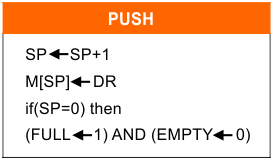 PUSH
SP←SP+1
M[SP]←DR
if(SP=0) then
(FULL←1) AND (EMPTY←0)